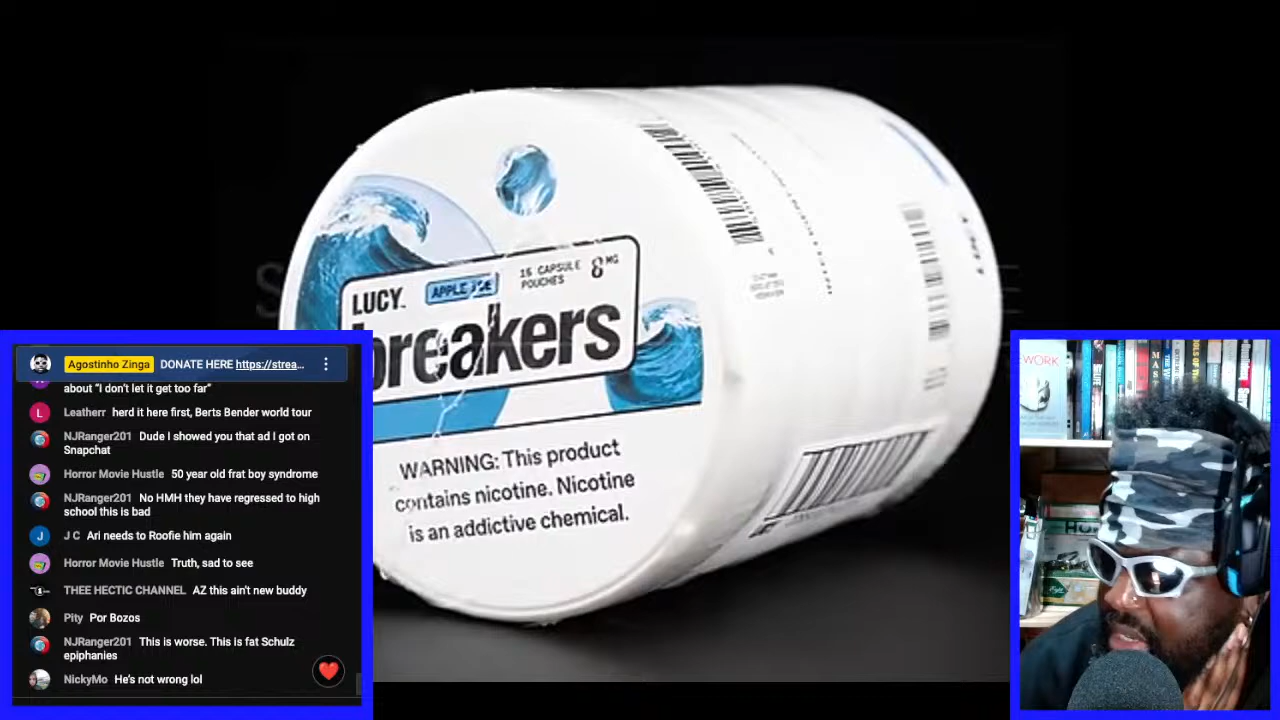 LUCY.
APPLE ICE
15 CAPSULE
POUCHES
8 MG
breakers
WARNING: This product
contains nicotine. Nicotine
is an addictive chemical.
Agostinho Zinga DONATE HERE https://strea...
about “I don't let it get too far”
Leatherr herd it here first, Berts Bender world tour
NJRanger201 Dude I showed you that ad I got on
Snapchat
Horror Movie Hustle 50 year old frat boy syndrome
NJRanger201 No HMH they have regressed to high
school this is bad
J C Ari needs to Roofie him again
Horror Movie Hustle Truth, sad to see
THEE HECTIC CHANNEL AZ this ain't new buddy
Pity Por Bozos
NJRanger201 This is worse. This is fat Schulz
epiphanies
NickyMo He's not wrong lol
WORK